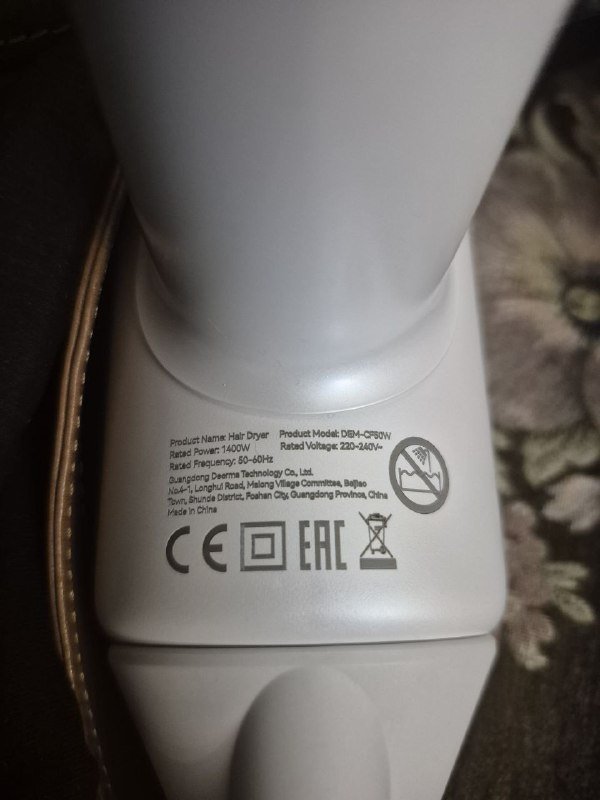 Product Name: Hair Dryer Product Model: DEM-CF50W
Rated Power: 1400W Rated Voltage: 220-240V~
Rated Frequency: 50-60Hz
Guangdong Deerma Technology Co., Ltd.
No.4-1, Longhui Road, Malong Village Committee, Beijiao
Town, Shunde District, Foshan City, Guangdong Province, China
Made in China
CE EAC